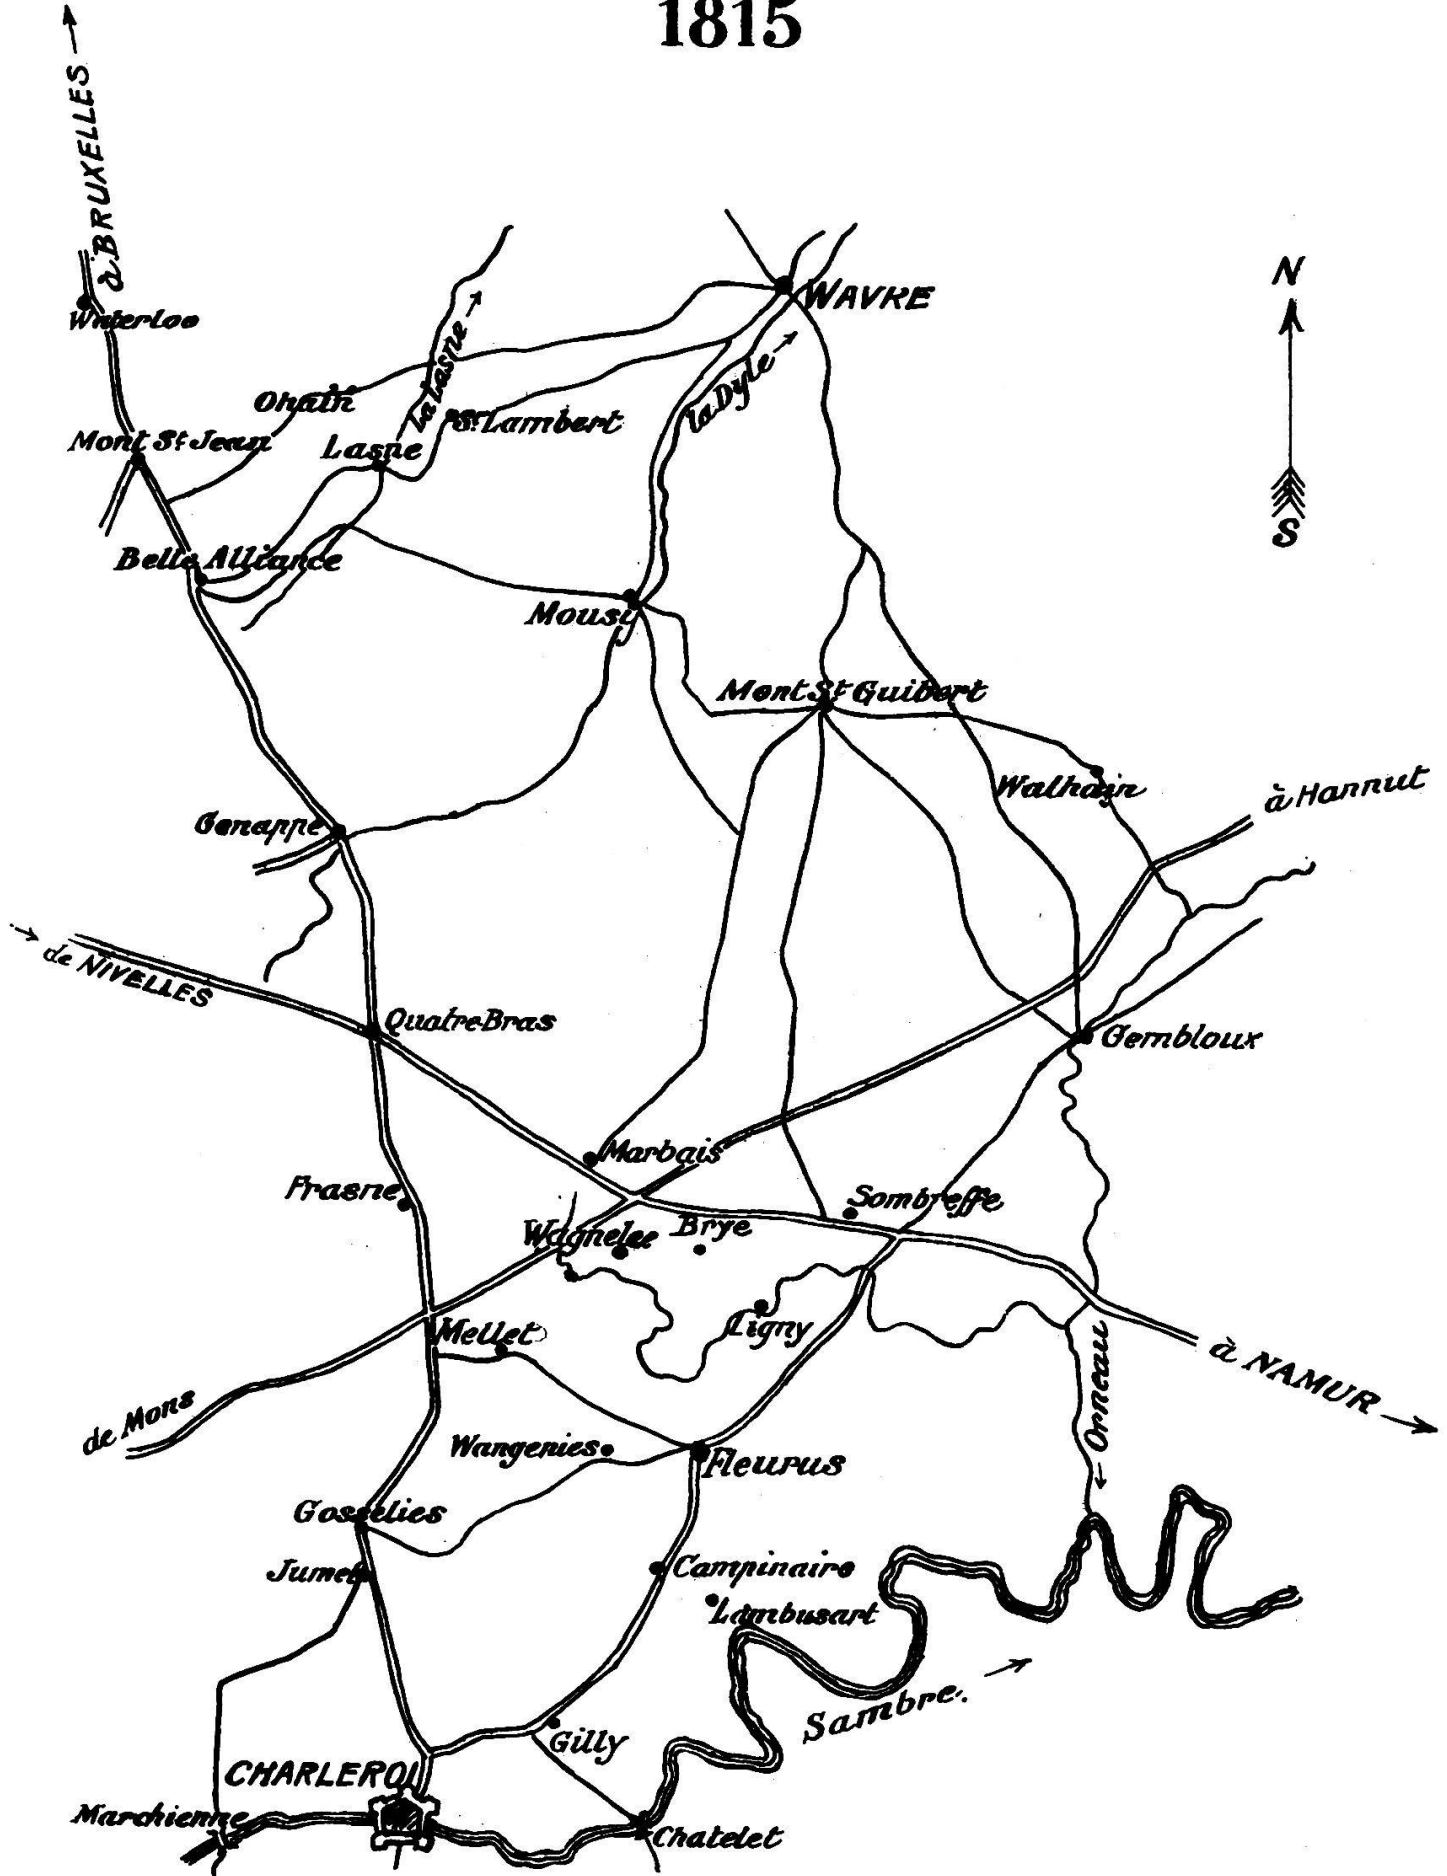 1815
à BRUXELLES
N
WAVRE
Waterloo
la Lasne
la Dyle
Ohain
St. Lambert
Mont St Jean
Lasne
S
Belle Alliance
Mousy
Mont St Guibert
Walhain
à Hannut
Genappe
de NIVELLES
Quatre Bras
Gembloux
Marbais
Frasne
Sombreffe
Wagnelee
Brye
Ligny
Mellet
à NAMUR
Orneau
de Mons
Wangenies
Fleurus
Gosselies
Jumet
Campinaire
Lambusart
Sambre.
Gilly
CHARLEROI
Marchienne
Chatelet